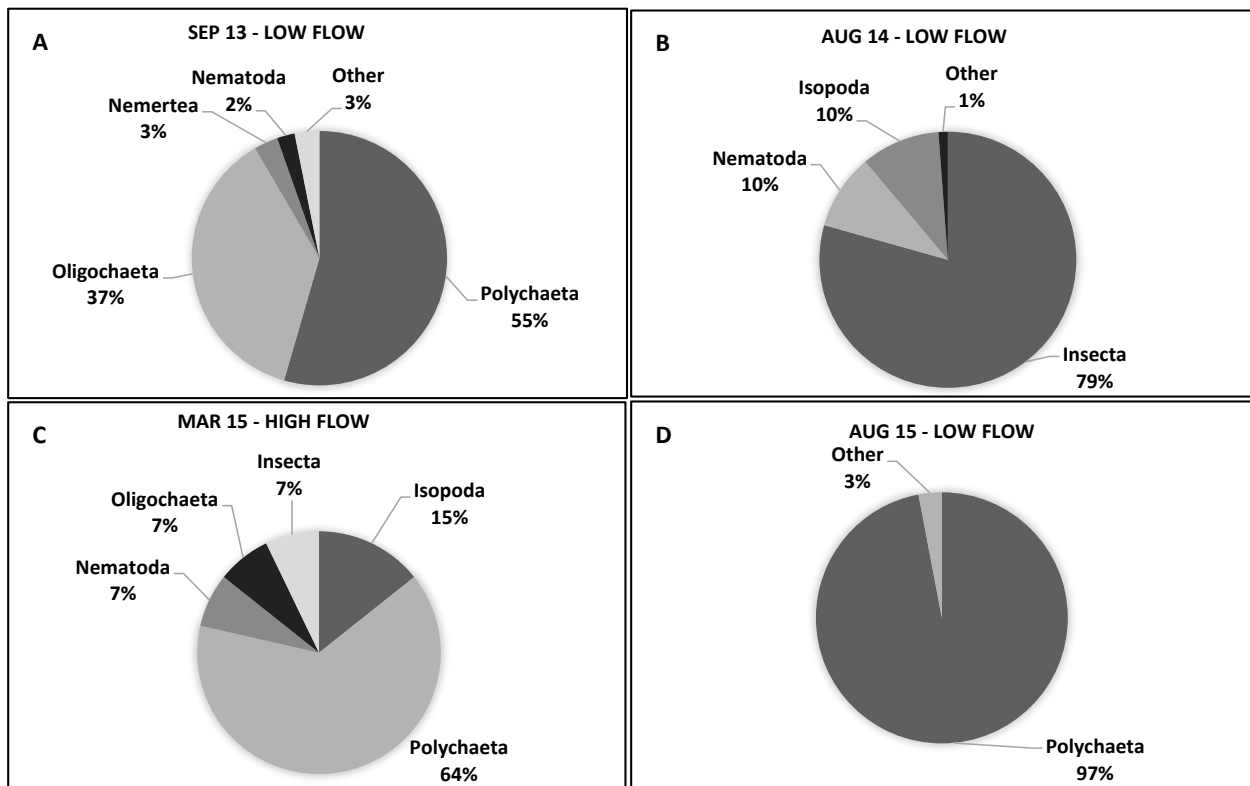 A
SEP 13 - LOW FLOW
Nematoda
2%
Other
3%
Nemertea
3%
Oligochaeta
37%
Polychaeta
55%
B
AUG 14 - LOW FLOW
Isopoda
10%
Other
1%
Nematoda
10%
Insecta
79%
C
MAR 15 - HIGH FLOW
Insecta
7%
Isopoda
15%
Oligochaeta
7%
Nematoda
7%
Polychaeta
64%
D
AUG 15 - LOW FLOW
Other
3%
Polychaeta
97%